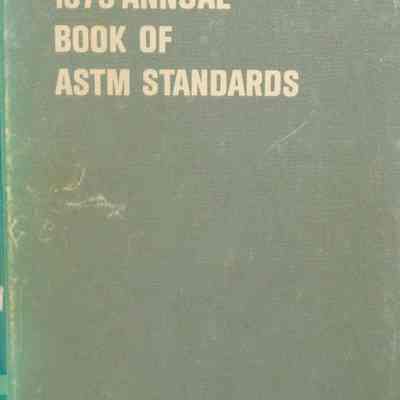 ANNUAL
BOOK OF
ASTM STANDARDS